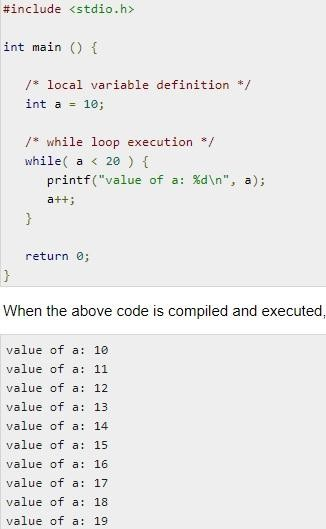 #include <stdio.h>
int main () {
/* local variable definition */
int a = 10;
/* while loop execution */
while( a < 20 ) {
printf("value of a: %d\n", a);
a++;
}
return 0;
}
When the above code is compiled and executed,
value of a: 10
value of a: 11
value of a: 12
value of a: 13
value of a: 14
value of a: 15
value of a: 16
value of a: 17
value of a: 18
value of a: 19